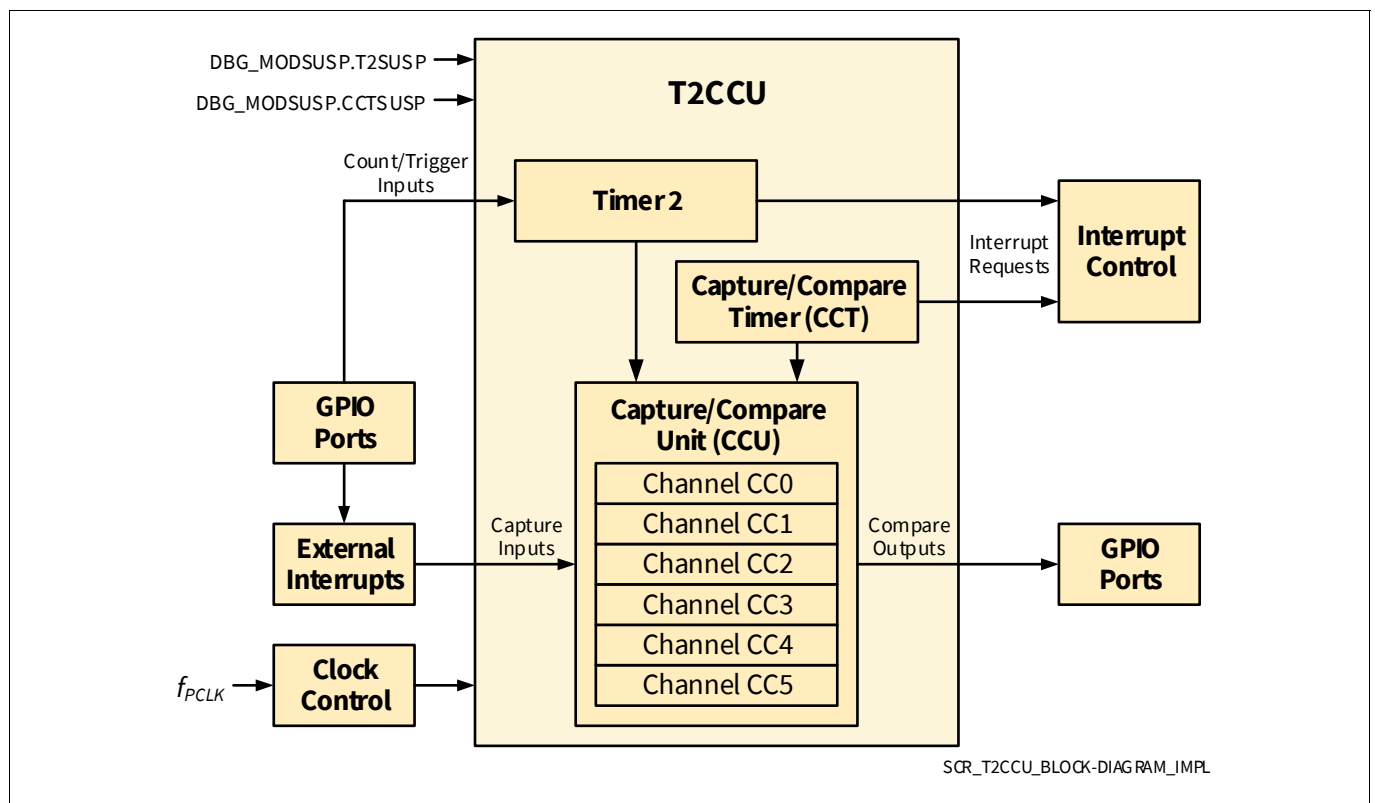 DBG_MODSUSP.T2SUSP
DBG_MODSUSP.CCTSUSP
T2CCU
Count/Trigger
Inputs
Timer 2
Interrupt
Requests
Interrupt
Control
Capture/Compare
Timer (CCT)
GPIO
Ports
Capture/Compare
Unit (CCU)
Channel CC0
Channel CC1
Channel CC2
Channel CC3
Channel CC4
Channel CC5
External
Interrupts
Capture
Inputs
Compare
Outputs
GPIO
Ports
fPCLK
Clock
Control
SCR_T2CCU_BLOCK-DIAGRAM_IMPL